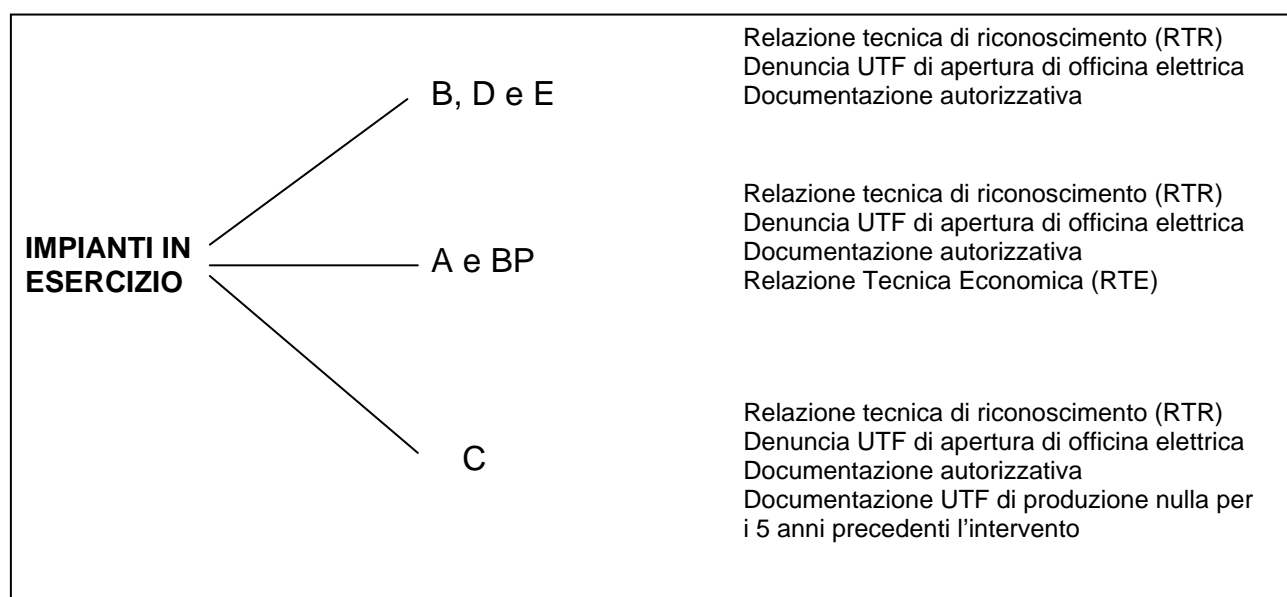 IMPIANTI IN
ESERCIZIO
B, D e E
Relazione tecnica di riconoscimento (RTR)
Denuncia UTF di apertura di officina elettrica
Documentazione autorizzativa
A e BP
Relazione tecnica di riconoscimento (RTR)
Denuncia UTF di apertura di officina elettrica
Documentazione autorizzativa
Relazione Tecnica Economica (RTE)
C
Relazione tecnica di riconoscimento (RTR)
Denuncia UTF di apertura di officina elettrica
Documentazione autorizzativa
Documentazione UTF di produzione nulla per
i 5 anni precedenti l’intervento